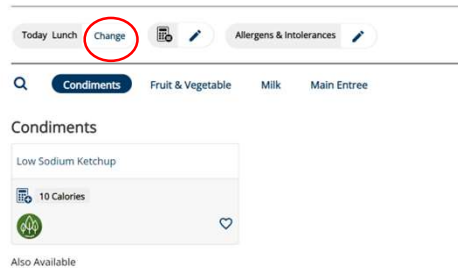 Today Lunch Change Allergens & Intolerances
Condiments Fruit & Vegetable Milk Main Entree
Condiments
Low Sodium Ketchup
10 Calories
Also Available